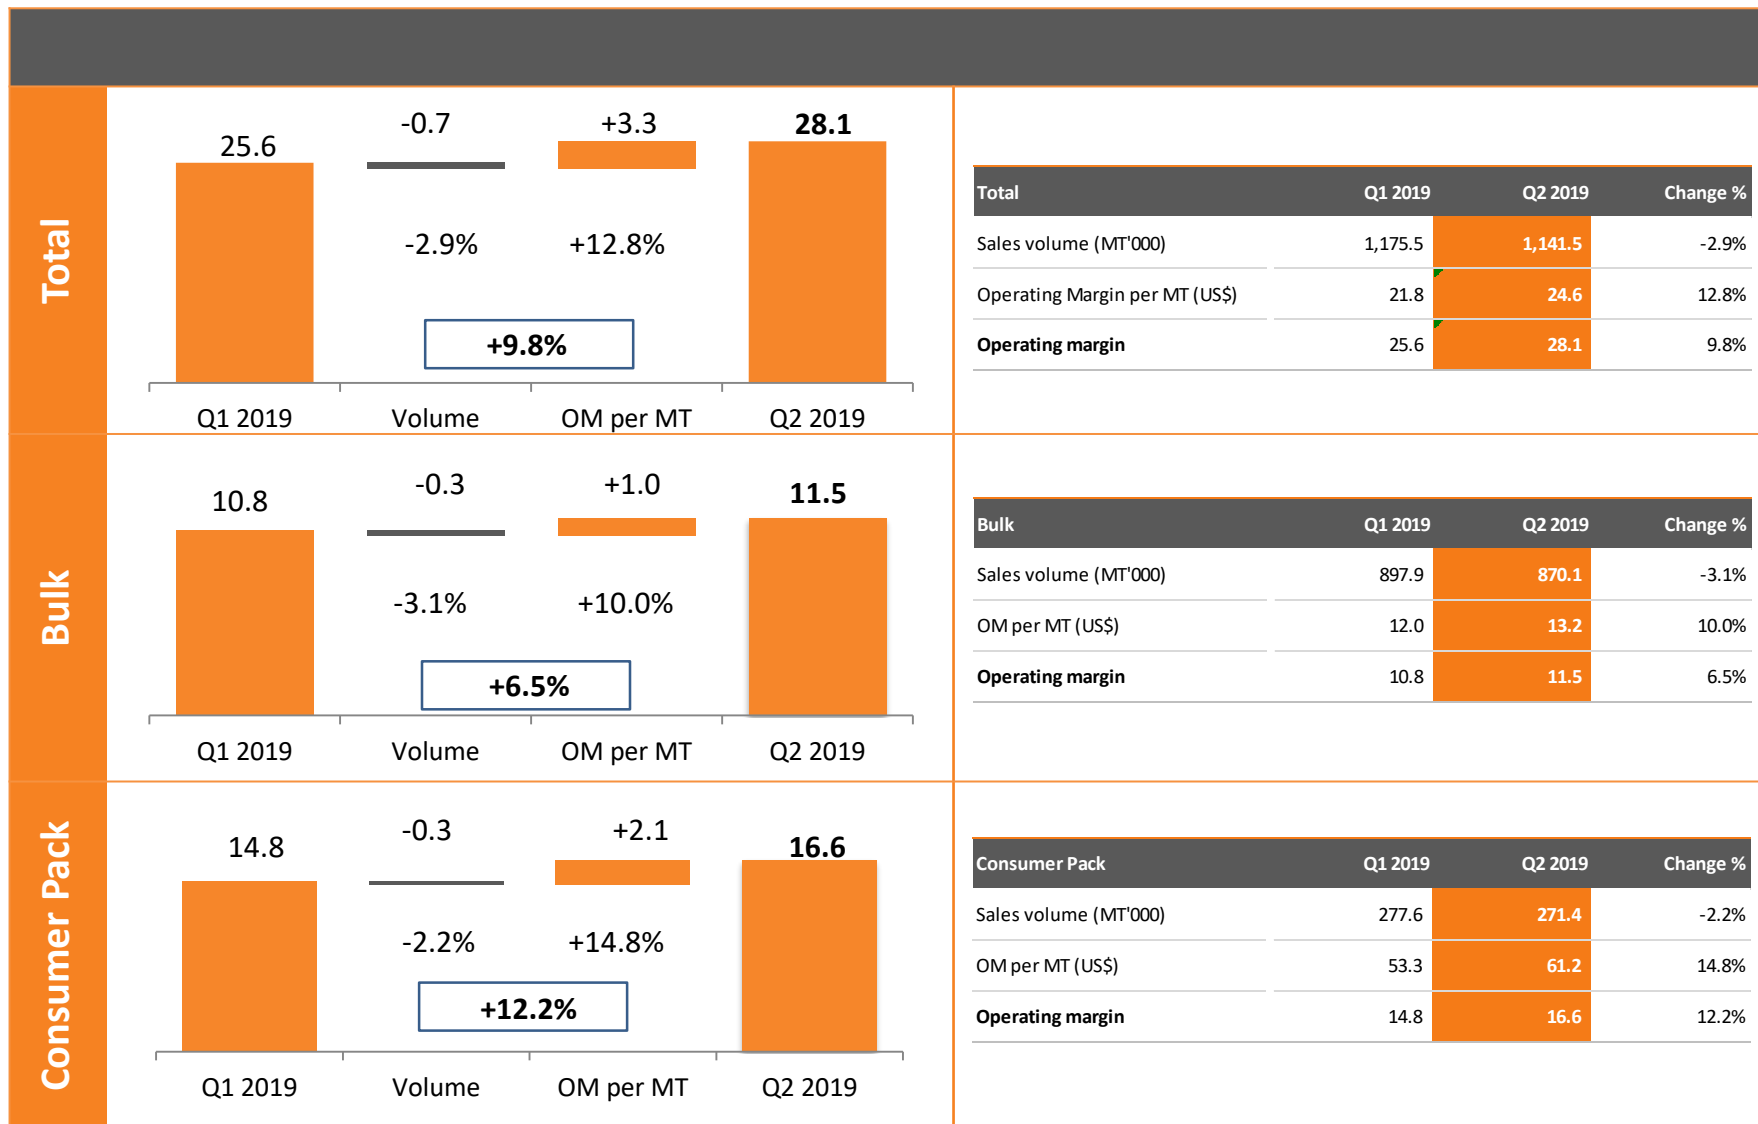 Total
25.6
-0.7
+3.3
28.1
-2.9%
+12.8%
+9.8%
Q1 2019 Volume OM per MT Q2 2019
Total Q1 2019 Q2 2019 Change %
Sales volume (MT'000) 1,175.5 1,141.5 -2.9%
Operating Margin per MT (US$) 21.8 24.6 12.8%
Operating margin 25.6 28.1 9.8%
Bulk
10.8
-0.3
+1.0
11.5
-3.1%
+10.0%
+6.5%
Q1 2019 Volume OM per MT Q2 2019
Bulk Q1 2019 Q2 2019 Change %
Sales volume (MT'000) 897.9 870.1 -3.1%
OM per MT (US$) 12.0 13.2 10.0%
Operating margin 10.8 11.5 6.5%
Consumer Pack
14.8
-0.3
+2.1
16.6
-2.2%
+14.8%
+12.2%
Q1 2019 Volume OM per MT Q2 2019
Consumer Pack Q1 2019 Q2 2019 Change %
Sales volume (MT'000) 277.6 271.4 -2.2%
OM per MT (US$) 53.3 61.2 14.8%
Operating margin 14.8 16.6 12.2%